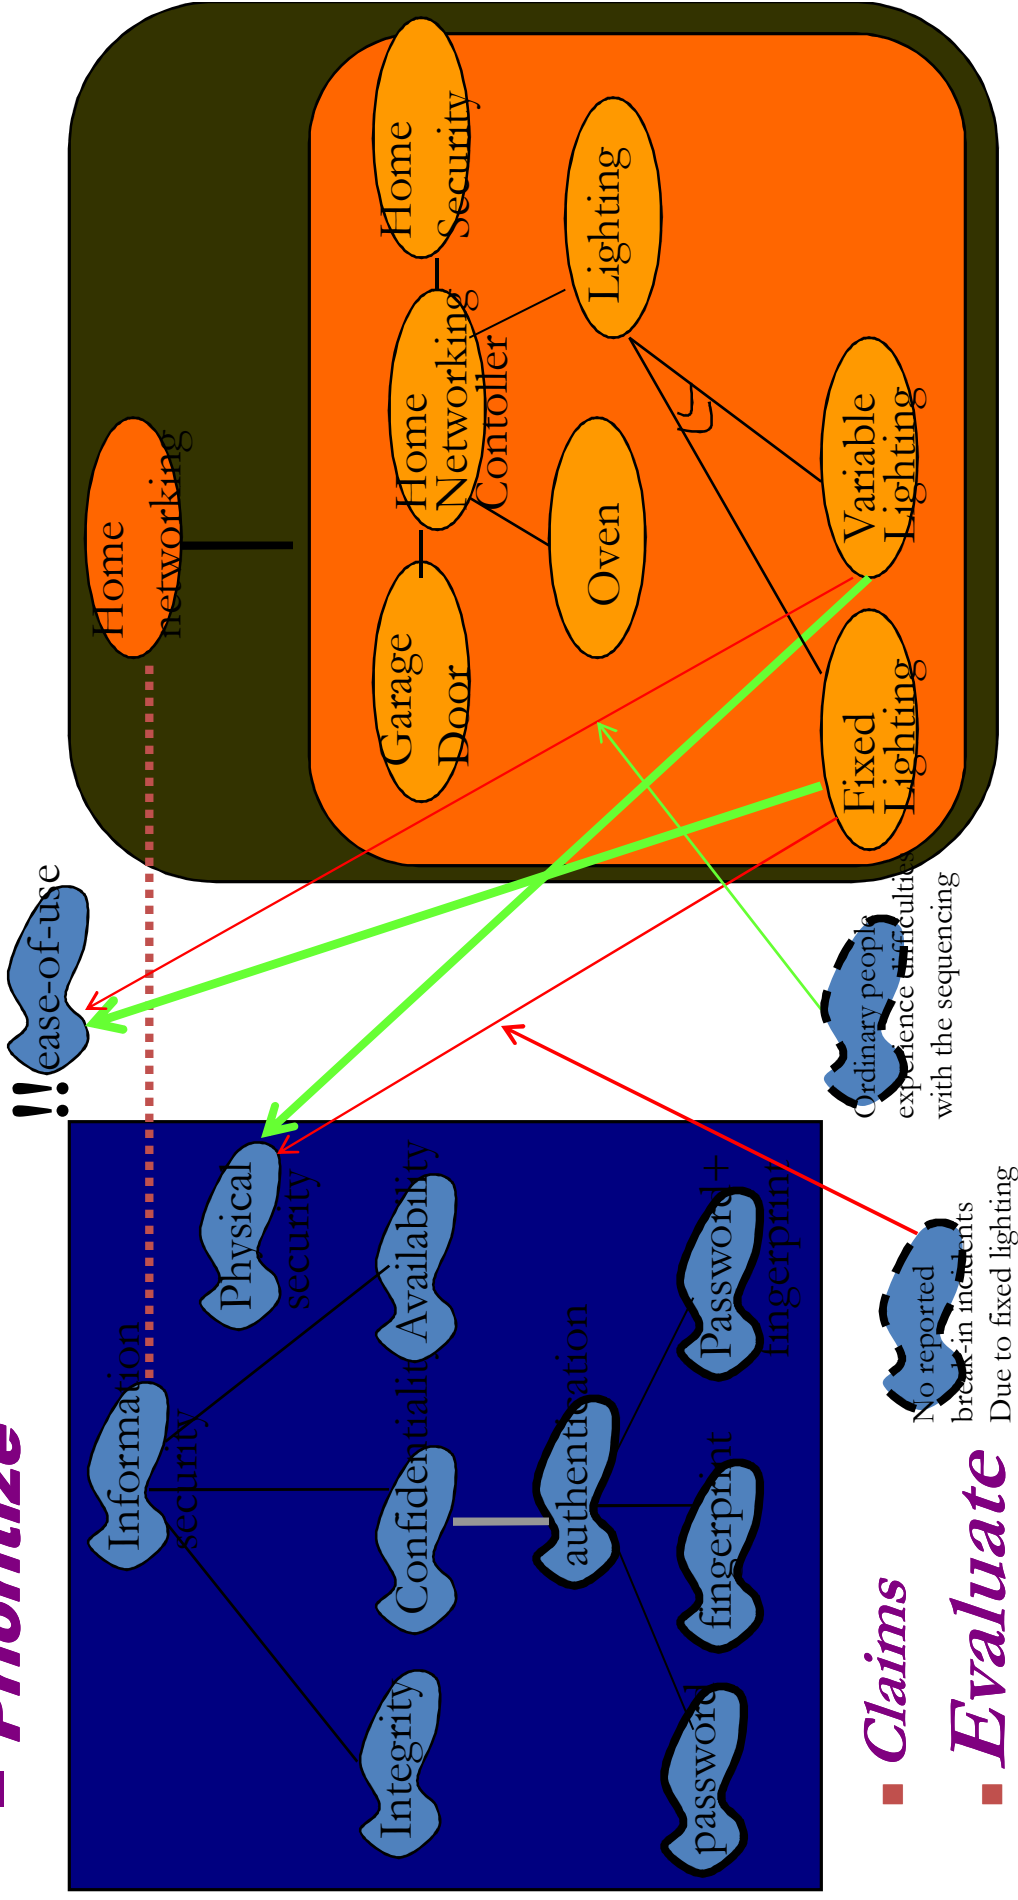 Prioritize
!!
ease-of-use
Home
networking
Information
security
Physical
security
Integrity
Confidentiality
Availability
Garage
Door
Home
Networking
Contoller
Home
Security
Oven
Lighting
authentication
password
fingerprint
Password+
fingerprint
Fixed
Lighting
Variable
Lighting
Ordinary people
experience difficulties
with the sequencing
No reported
break-in incidents
Due to fixed lighting
Claims
Evaluate